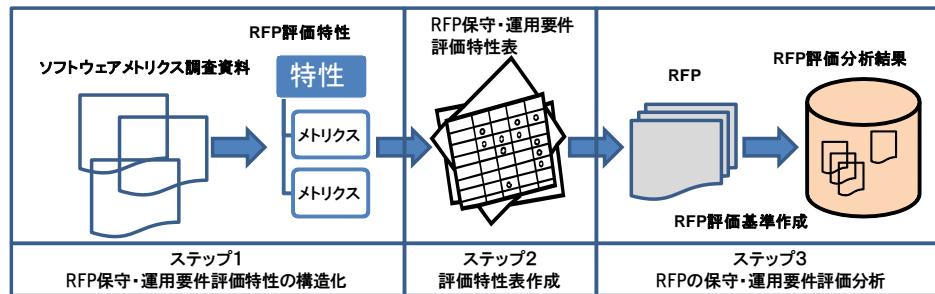 ソフトウェアメトリクス調査資料
RFP評価特性
特性
メトリクス
メトリクス
RFP保守・運用要件
評価特性表
RFP
RFP評価基準作成
RFP評価分析結果
ステップ1
RFP保守・運用要件評価特性の構造化
ステップ2
評価特性表作成
ステップ3
RFPの保守・運用要件評価分析